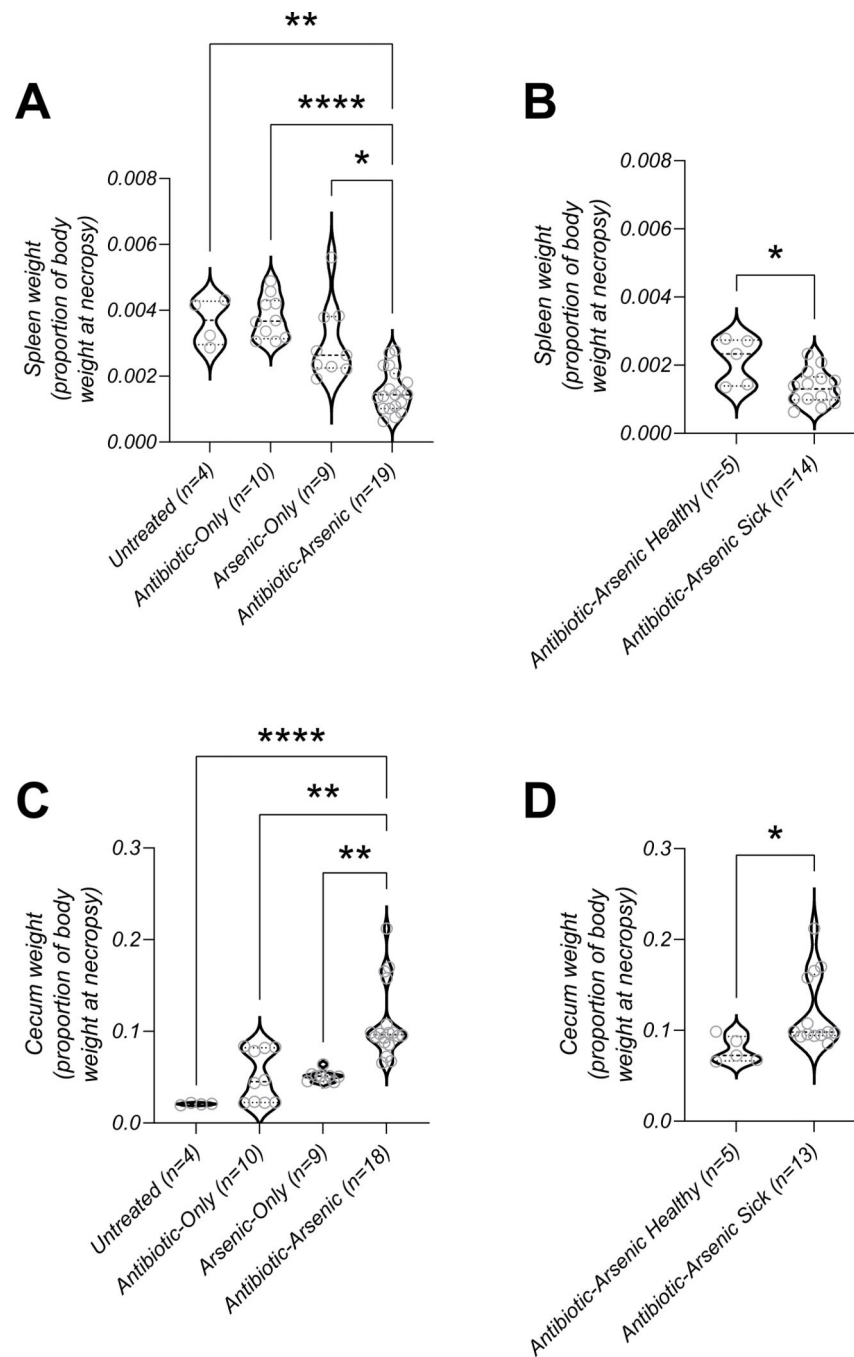 A
**
****
*
Spleen weight
(proportion of body
weight at necropsy)
0.008
0.006
0.004
0.002
0.000
Untreated (n=4)
Antibiotic-Only (n=10)
Arsenic-Only (n=9)
Antibiotic-Arsenic (n=19)
B
*
Spleen weight
(proportion of body
weight at necropsy)
0.008
0.006
0.004
0.002
0.000
Antibiotic-Arsenic Healthy (n=5)
Antibiotic-Arsenic Sick (n=14)
C
****
**
**
Cecum weight
(proportion of body
weight at necropsy)
0.3
0.2
0.1
0.0
Untreated (n=4)
Antibiotic-Only (n=10)
Arsenic-Only (n=9)
Antibiotic-Arsenic (n=18)
D
*
Cecum weight
(proportion of body
weight at necropsy)
0.3
0.2
0.1
0.0
Antibiotic-Arsenic Healthy (n=5)
Antibiotic-Arsenic Sick (n=13)